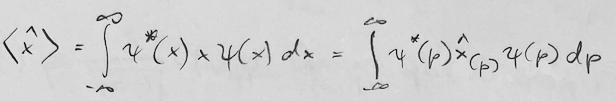 ⟨x̂⟩ = ∫_{-∞}^{∞} ψ*(x) x ψ(x) dx = ∫_{-∞}^{∞} ψ*(p) x̂_{(p)} ψ(p) dp